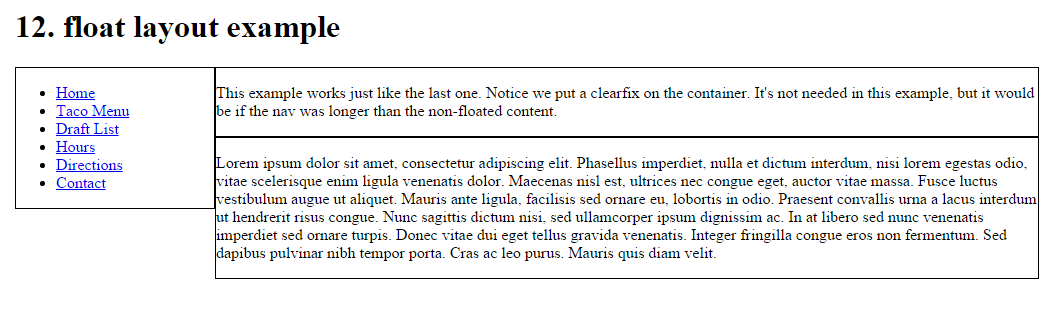 12. float layout example
Home
Taco Menu
Draft List
Hours
Directions
Contact
This example works just like the last one. Notice we put a clearfix on the container. It's not needed in this example, but it would
be if the nav was longer than the non-floated content.
Lorem ipsum dolor sit amet, consectetur adipiscing elit. Phasellus imperdiet, nulla et dictum interdum, nisi lorem egestas odio,
vitae scelerisque enim ligula venenatis dolor. Maecenas nisl est, ultrices nec congue eget, auctor vitae massa. Fusce luctus
vestibulum augue ut aliquet. Mauris ante ligula, facilisis sed ornare eu, lobortis in odio. Praesent convallis urna a lacus interdum
ut hendrerit risus congue. Nunc sagittis dictum nisi, sed ullamcorper ipsum dignissim ac. In at libero sed nunc venenatis
imperdiet sed ornare turpis. Donec vitae dui eget tellus gravida venenatis. Integer fringilla congue eros non fermentum. Sed
dapibus pulvinar nibh tempor porta. Cras ac leo purus. Mauris quis diam velit.